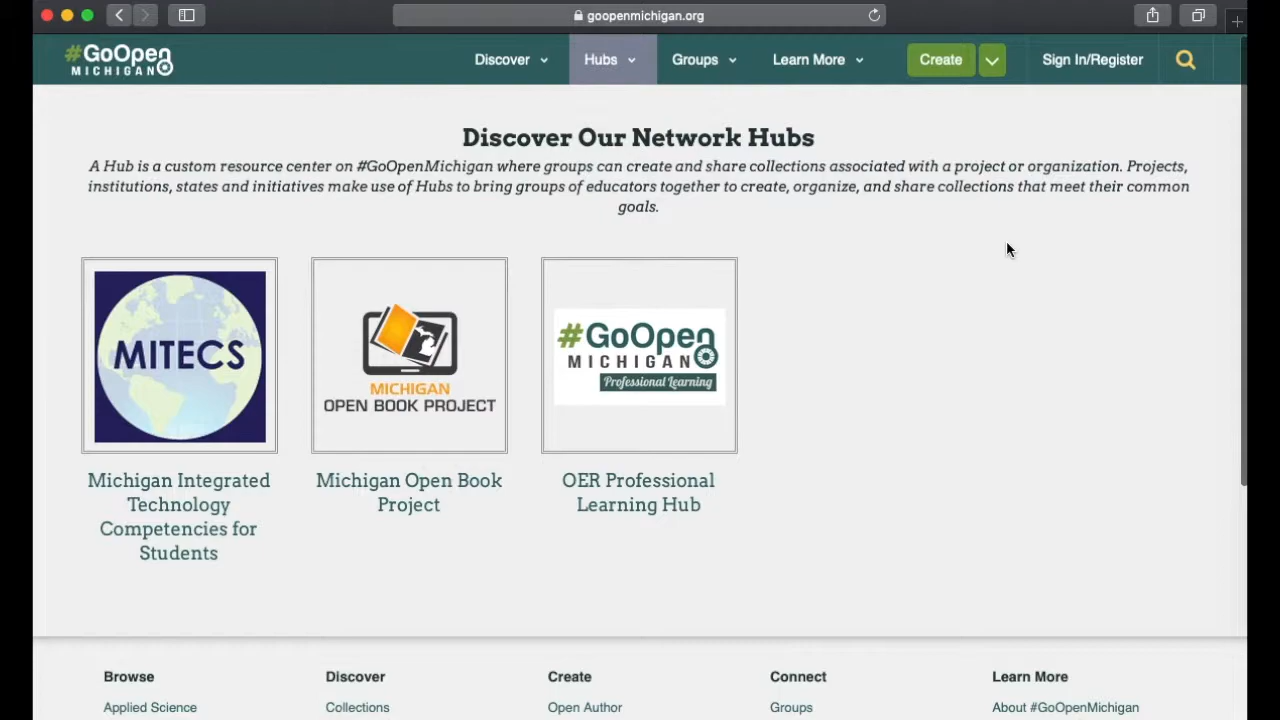 goopenmichigan.org
#GoOpen
MICHIGAN
Discover
Hubs
Groups
Learn More
Create
Sign In/Register
Discover Our Network Hubs
A Hub is a custom resource center on #GoOpenMichigan where groups can create and share collections associated with a project or organization. Projects,
institutions, states and initiatives make use of Hubs to bring groups of educators together to create, organize, and share collections that meet their common
goals.
MITECS
MICHIGAN
OPEN BOOK PROJECT
#GoOpen
MICHIGAN
Professional Learning
Michigan Integrated
Technology
Competencies for
Students
Michigan Open Book
Project
OER Professional
Learning Hub
Browse
Discover
Create
Connect
Learn More
Applied Science
Collections
Open Author
Groups
About #GoOpenMichigan